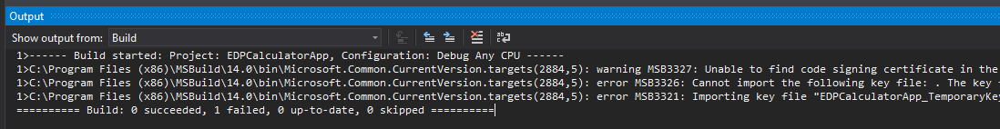 Output
Show output from: Build
1>------ Build started: Project: EDPCalculatorApp, Configuration: Debug Any CPU ------
1>C:\Program Files (x86)\MSBuild\14.0\bin\Microsoft.Common.CurrentVersion.targets(2884,5): warning MSB3327: Unable to find code signing certificate in the
1>C:\Program Files (x86)\MSBuild\14.0\bin\Microsoft.Common.CurrentVersion.targets(2884,5): error MSB3326: Cannot import the following key file: . The key
1>C:\Program Files (x86)\MSBuild\14.0\bin\Microsoft.Common.CurrentVersion.targets(2884,5): error MSB3321: Importing key file "EDPCalculatorApp_TemporaryKey
========== Build: 0 succeeded, 1 failed, 0 up-to-date, 0 skipped ==========